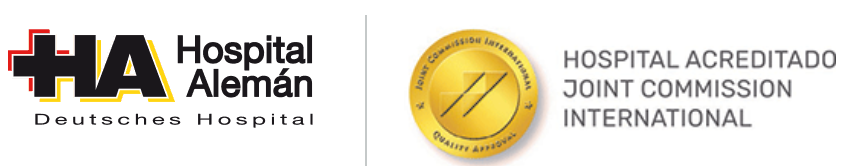 HA
Hospital
Alemán
Deutsches Hospital
JOINT COMMISSION INTERNATIONAL
QUALITY APPROVAL
HOSPITAL ACREDITADO
JOINT COMMISSION
INTERNATIONAL